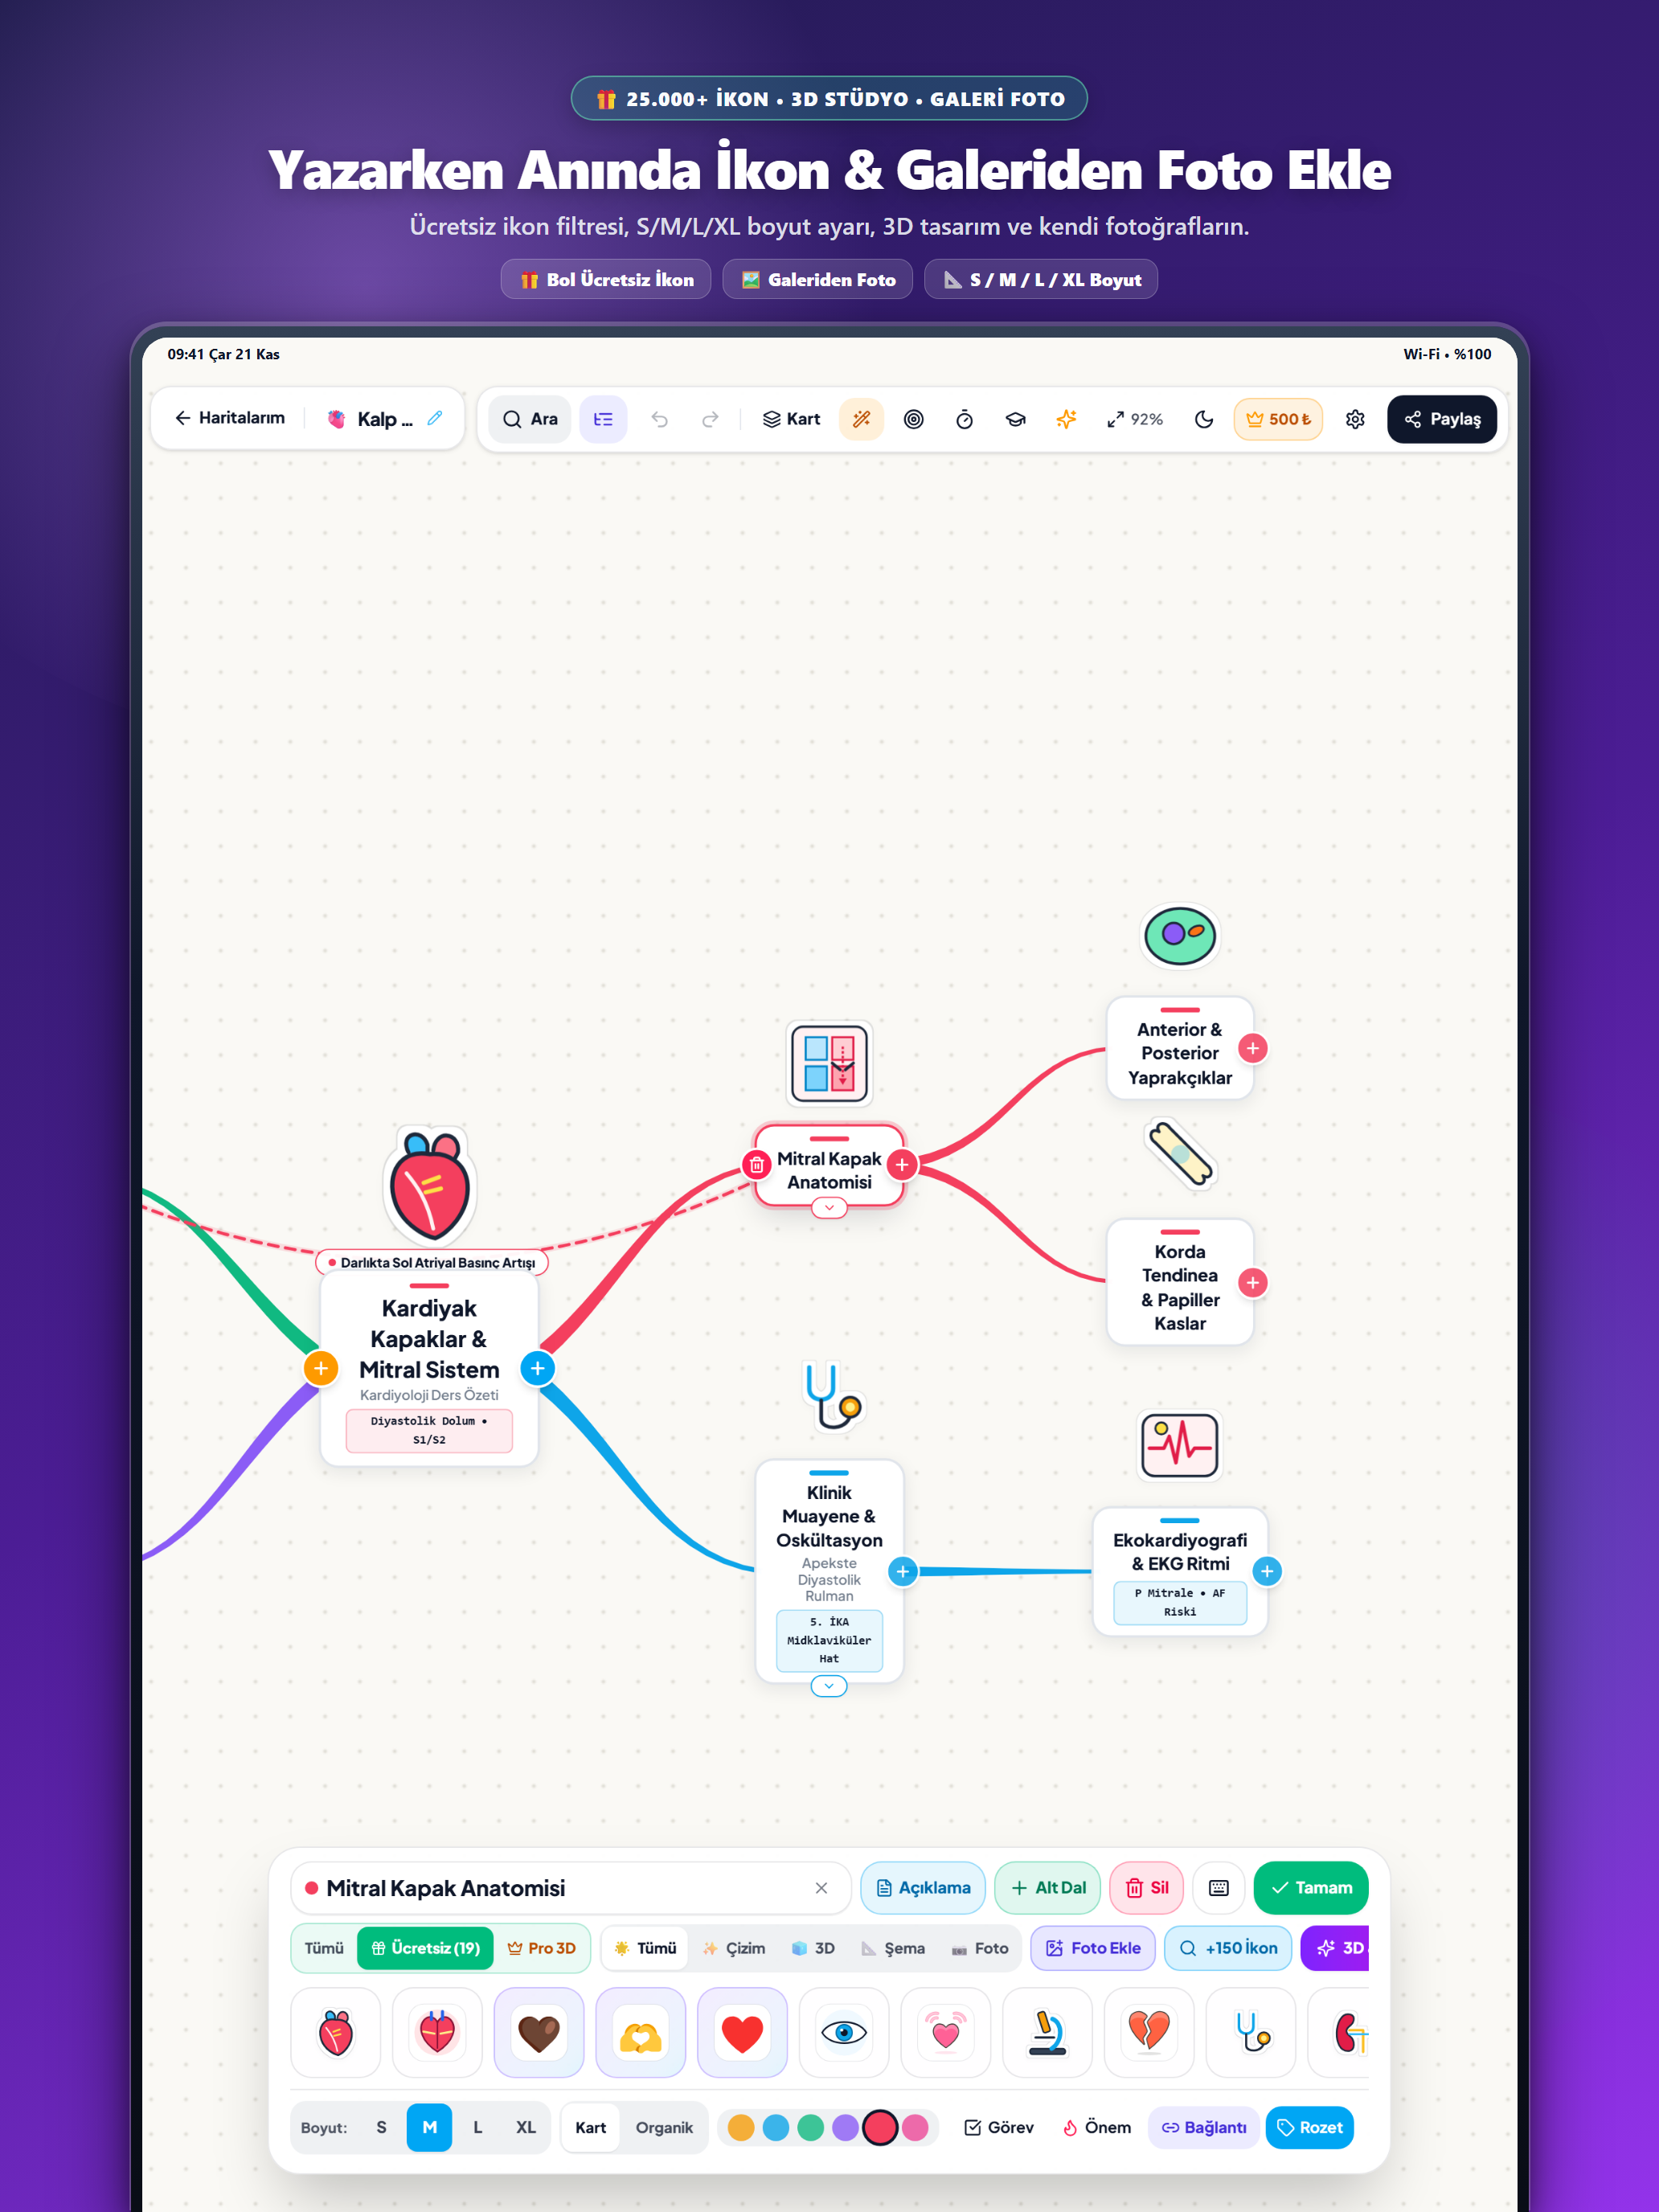 25.000+ İKON • 3D STÜDYO • GALERİ FOTO
Yazarken Anında İkon & Galeriden Foto Ekle
Ücretsiz ikon filtresi, S/M/L/XL boyut ayarı, 3D tasarım ve kendi fotoğrafların.
Bol Ücretsiz İkon
Galeriden Foto
S / M / L / XL Boyut
09:41 Çar 21 Kas
Wi-Fi • %100
Haritalarım
Kalp ...
Ara
Kart
92%
500 ₺
Paylaş
Anterior &
Posterior
Yaprakçıklar
Mitral Kapak
Anatomisi
Korda
Tendinea
& Papiller
Kaslar
Darlıkta Sol Atriyal Basınç Artışı
Kardiyak
Kapaklar &
Mitral Sistem
Kardiyoloji Ders Özeti
Diyastolik Dolum •
S1/S2
Klinik
Muayene &
Oskültasyon
Apekste
Diyastolik
Rulman
5. İKA
Midklaviküler
Hat
Ekokardiyografi
& EKG Ritmi
P Mitrale • AF
Riski
Mitral Kapak Anatomisi
Açıklama
Alt Dal
Sil
Tamam
Tümü
Ücretsiz (19)
Pro 3D
Tümü
Çizim
3D
Şema
Foto
Foto Ekle
+150 İkon
3D
Boyut:
S
M
L
XL
Kart
Organik
Görev
Önem
Bağlantı
Rozet